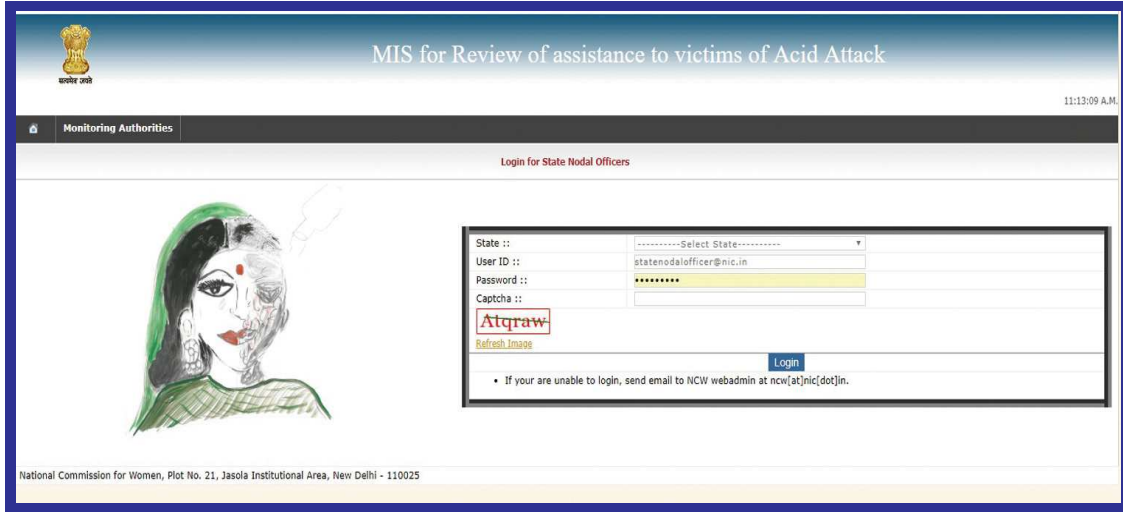 सत्यमेव जयते
MIS for Review of assistance to victims of Acid Attack
11:13:09 A.M.
Monitoring Authorities
Login for State Nodal Officers
State :: ----------Select State----------
User ID :: statenodalofficer@nic.in
Password :: •••••••••
Captcha ::
Atqraw
Refresh Image
Login
• If your are unable to login, send email to NCW webadmin at ncw[at]nic[dot]in.
National Commission for Women, Plot No. 21, Jasola Institutional Area, New Delhi - 110025